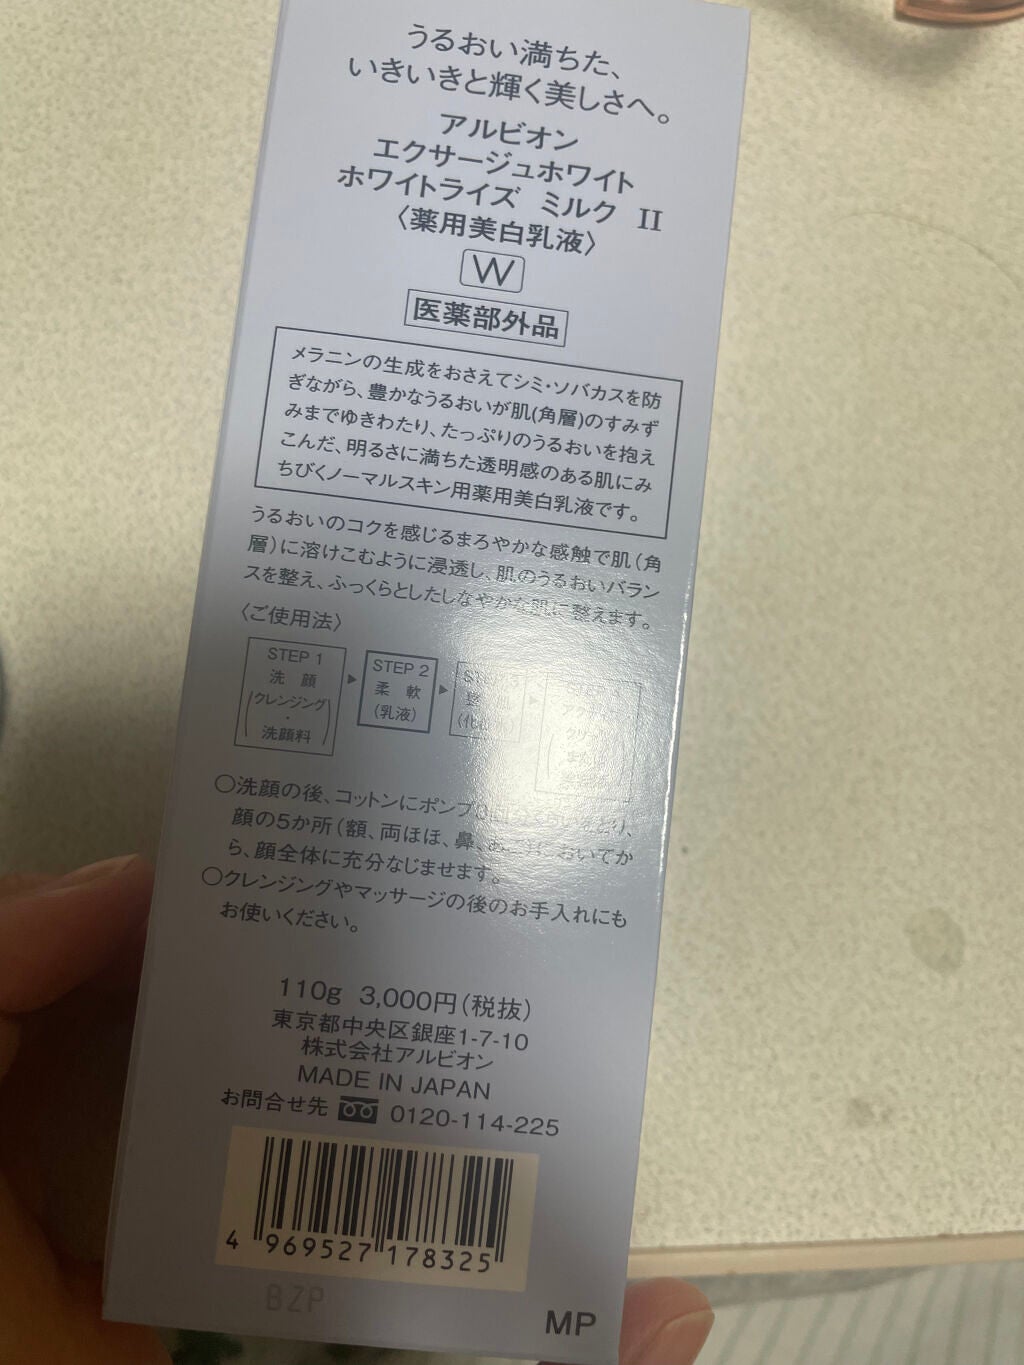 うるおい満ちた、
いきいきと輝く美しさへ。
アルビオン
エクサージュホワイト
ホワイトライズ ミルク II
〈薬用美白乳液〉
W
医薬部外品
メラニンの生成をおさえてシミ・ソバカスを防
ぎながら、豊かなうるおいが肌(角層)のすみず
みまでゆきわたり、たっぷりのうるおいを抱え
こんだ、明るさに満ちた透明感のある肌にみ
ちびくノーマルスキン用薬用美白乳液です。
うるおいのコクを感じるまろやかな感触で肌(角
層)に溶けこむように浸透し、肌のうるおいバラン
スを整え、ふっくらとしたしなやかな肌に整えます。
〈ご使用法〉
STEP 1
洗 顔
(クレンジング
・
洗顔料)
▶
STEP 2
柔 軟
(乳液)
▶
○洗顔の後、コットンにポンプ
顔の5か所(額、両ほほ、鼻、おいてか
ら、顔全体に充分なじませます。
○クレンジングやマッサージの後のお手入れにも
お使いください。
110g 3,000円(税抜)
東京都中央区銀座1-7-10
株式会社アルビオン
MADE IN JAPAN
お問合せ先 0120-114-225
4 969527 178325
BZP
MP